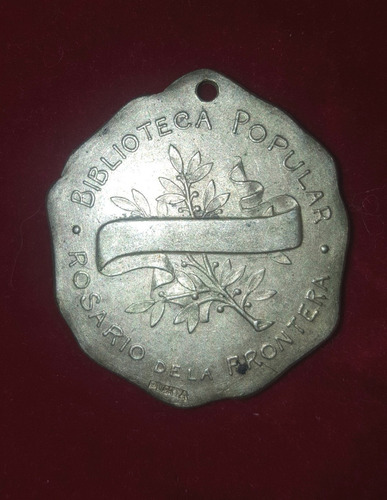 · BIBLIOTECA POPULAR ·
ROSARIO DE LA FRONTERA